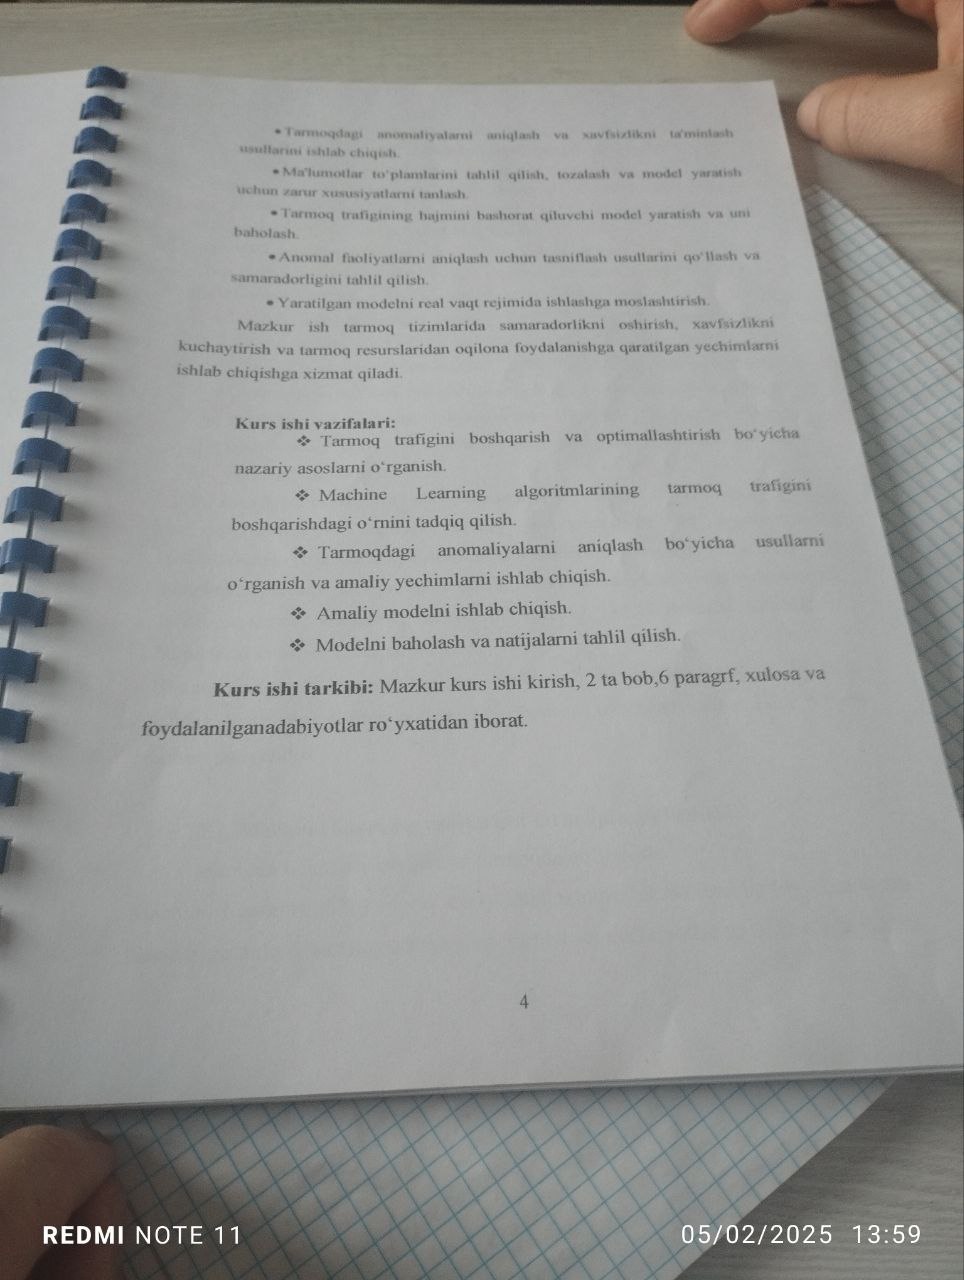 • Tarmoqdagi anomaliyalarni aniqlash va xavfsizlikni ta'minlash
usullarini ishlab chiqish.
• Ma'lumotlar to'plamlarini tahlil qilish, tozalash va model yaratish
uchun zarur xususiyatlarni tanlash.
• Tarmoq trafigining hajmini bashorat qiluvchi model yaratish va uni
baholash.
• Anomal faoliyatlarni aniqlash uchun tasniflash usullarini qo'llash va
samaradorligini tahlil qilish.
• Yaratilgan modelni real vaqt rejimida ishlashga moslashtirish.
Mazkur ish tarmoq tizimlarida samaradorlikni oshirish, xavfsizlikni
kuchaytirish va tarmoq resurslaridan oqilona foydalanishga qaratilgan yechimlarni
ishlab chiqishga xizmat qiladi.
Kurs ishi vazifalari:
❖ Tarmoq trafigini boshqarish va optimallashtirish bo‘yicha
nazariy asoslarni o‘rganish.
❖ Machine Learning algoritmlarining tarmoq trafigini
boshqarishdagi o‘rnini tadqiq qilish.
❖ Tarmoqdagi anomaliyalarni aniqlash bo‘yicha usullarni
o‘rganish va amaliy yechimlarni ishlab chiqish.
❖ Amaliy modelni ishlab chiqish.
❖ Modelni baholash va natijalarni tahlil qilish.
Kurs ishi tarkibi: Mazkur kurs ishi kirish, 2 ta bob,6 paragrf, xulosa va
foydalanilganadabiyotlar ro‘yxatidan iborat.
4
REDMI NOTE 11
05/02/2025 13:59